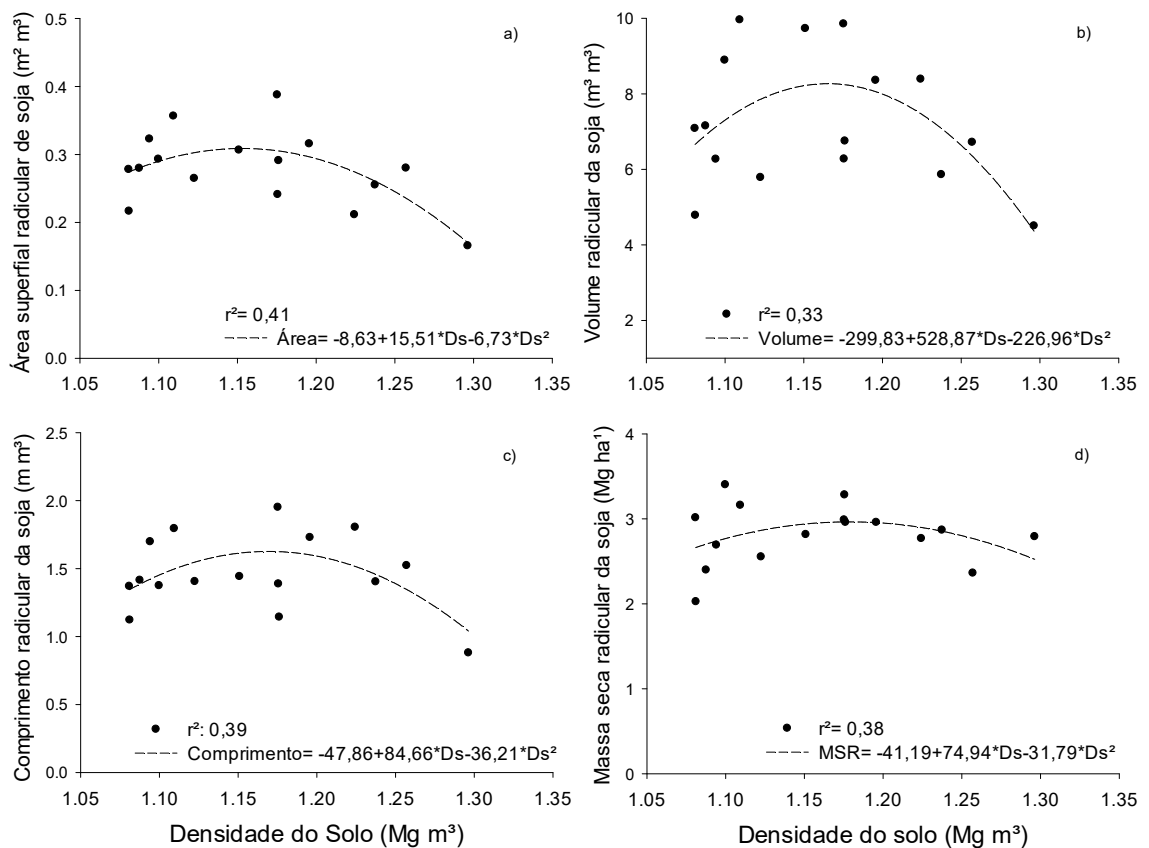 Área superfial radicular de soja (m² m³)
0.5
0.4
0.3
0.2
0.1
0.0
a)
r²= 0,41
Área= -8,63+15,51*Ds-6,73*Ds²
1.05 1.10 1.15 1.20 1.25 1.30 1.35
Volume radicular da soja (m³ m³)
10
8
6
4
2
b)
r²= 0,33
Volume= -299,83+528,87*Ds-226,96*Ds²
1.05 1.10 1.15 1.20 1.25 1.30 1.35
Comprimento radicular da soja (m m³)
2.5
2.0
1.5
1.0
0.5
0.0
c)
r²: 0,39
Comprimento= -47,86+84,66*Ds-36,21*Ds²
1.05 1.10 1.15 1.20 1.25 1.30 1.35
Densidade do Solo (Mg m³)
Massa seca radicular da soja (Mg ha¹)
4
3
2
1
0
d)
r²= 0,38
MSR= -41,19+74,94*Ds-31,79*Ds²
1.05 1.10 1.15 1.20 1.25 1.30 1.35
Densidade do solo (Mg m³)